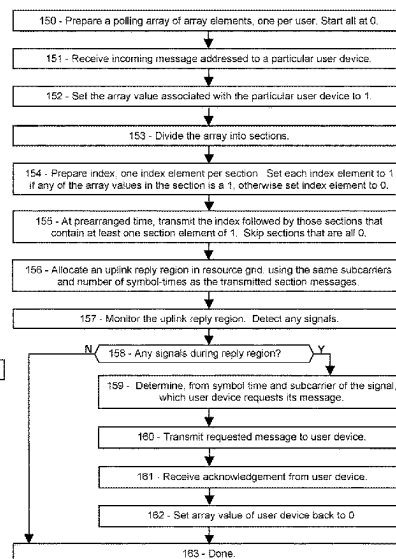 150 - Prepare a polling array of array elements, one per user. Start all at 0.
151 - Receive incoming message addressed to a particular user device.
152 - Set the array value associated with the particular user device to 1.
153 - Divide the array into sections.
154 - Prepare index, one index element per section Set each index element to 1
if any of the array values in the section is a 1, otherwise set index element to 0.
155 - At prearranged time, transmit the index followed by those sections that
contain at least one section element of 1. Skip sections that are all 0.
156 - Allocate an uplink reply region in resource grid. using the same subcarriers
and number of symbol-times as the transmitted section messages.
157 - Monitor the uplink reply region. Detect any signals.
N 158 - Any signals during reply region? Y
159 - Determine, from symbol time and subcarrier of the signal,
which user device requests its message.
160 - Transmit requested message to user device.
161 - Receive acknowledgement from user device.
162 - Set array value of user device back to 0
163 - Done.